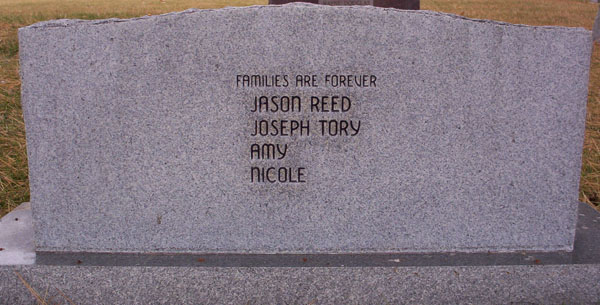 FAMILIES ARE FOREVER
JASON REED
JOSEPH TORY
AMY
NICOLE